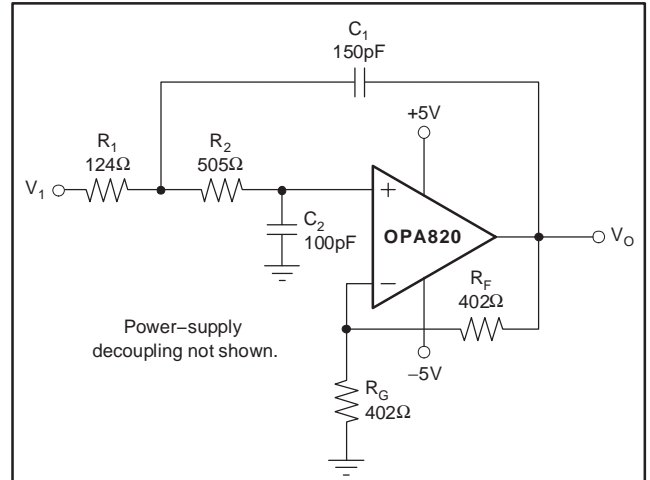 C1
150pF
+5V
R1
124Ω
R2
505Ω
V1
C2
100pF
+
OPA820
−
VO
RF
402Ω
Power−supply
decoupling not shown.
−5V
RG
402Ω